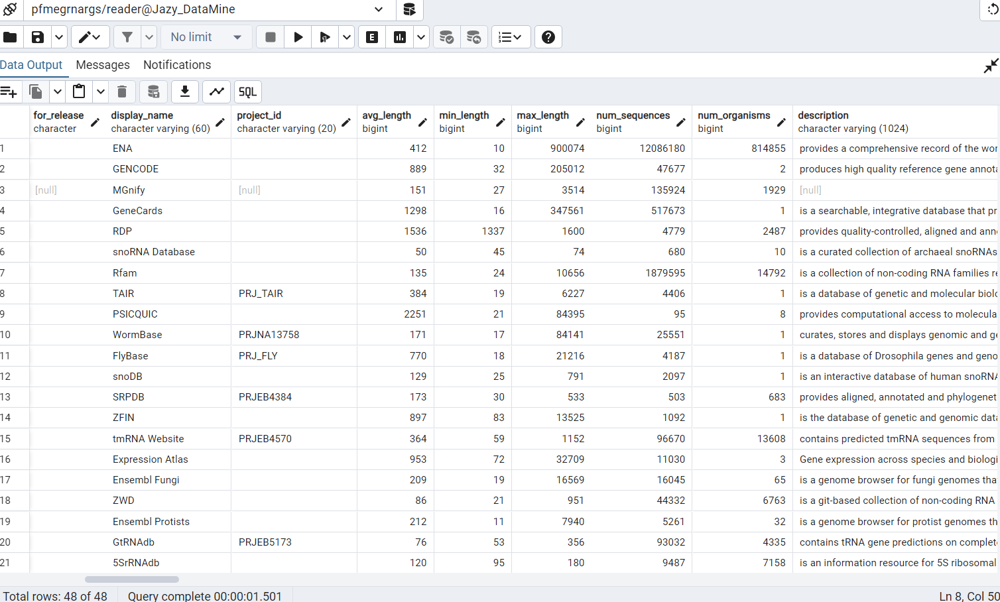 pfmegrnargs/reader@Jazy_DataMine
No limit
E
Data Output Messages Notifications
SQL
for_release display_name project_id avg_length min_length max_length num_sequences num_organisms description
character character varying (60) character varying (20) bigint bigint bigint bigint bigint character varying (1024)
1 ENA 412 10 900074 12086180 814855 provides a comprehensive record of the wor
2 GENCODE 889 32 205012 47677 2 produces high quality reference gene annota
3 [null] MGnify [null] 151 27 3514 135924 1929 [null]
4 GeneCards 1298 16 347561 517673 1 is a searchable, integrative database that pr
5 RDP 1536 1337 1600 4779 2487 provides quality-controlled, aligned and ann
6 snoRNA Database 50 45 74 680 10 is a curated collection of archaeal snoRNAs
7 Rfam 135 24 10656 1879595 14792 is a collection of non-coding RNA families re
8 TAIR PRJ_TAIR 384 19 6227 4406 1 is a database of genetic and molecular biolo
9 PSICQUIC 2251 21 84395 95 8 provides computational access to molecula
10 WormBase PRJNA13758 171 17 84141 25551 1 curates, stores and displays genomic and ge
11 FlyBase PRJ_FLY 770 18 21216 4187 1 is a database of Drosophila genes and geno
12 snoDB 129 25 791 2097 1 is an interactive database of human snoRNA
13 SRPDB PRJEB4384 173 30 533 503 683 provides aligned, annotated and phylogenet
14 ZFIN 897 83 13525 1092 1 is the database of genetic and genomic data
15 tmRNA Website PRJEB4570 364 59 1152 96670 13608 contains predicted tmRNA sequences from
16 Expression Atlas 953 72 32709 11030 3 Gene expression across species and biologi
17 Ensembl Fungi 209 19 16569 16045 65 is a genome browser for fungi genomes tha
18 ZWD 86 21 951 44332 6763 is a git-based collection of non-coding RNA
19 Ensembl Protists 212 11 7940 5261 32 is a genome browser for protist genomes th
20 GtRNAdb PRJEB5173 76 53 356 93032 4335 contains tRNA gene predictions on complet
21 5SrRNAdb 120 95 180 9487 7158 is an information resource for 5S ribosomal
Total rows: 48 of 48 Query complete 00:00:01.501 Ln 8, Col 50